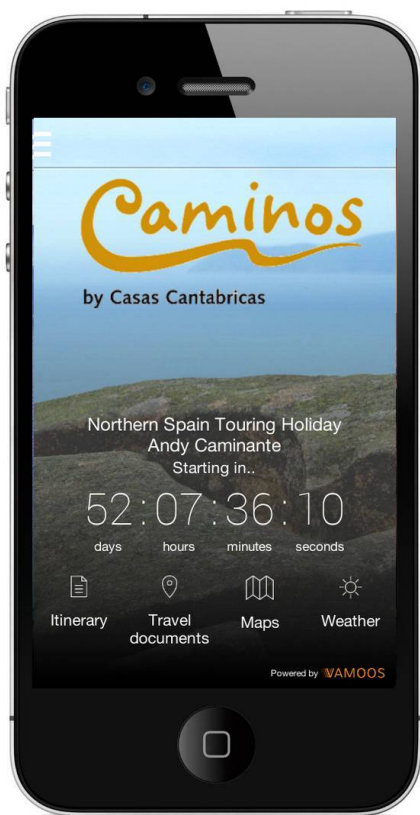 Caminos
by Casas Cantabricas
Northern Spain Touring Holiday
Andy Caminante
Starting in..
52:07:36:10
days hours minutes seconds
Itinerary Travel documents Maps Weather
Powered by VAMOOS